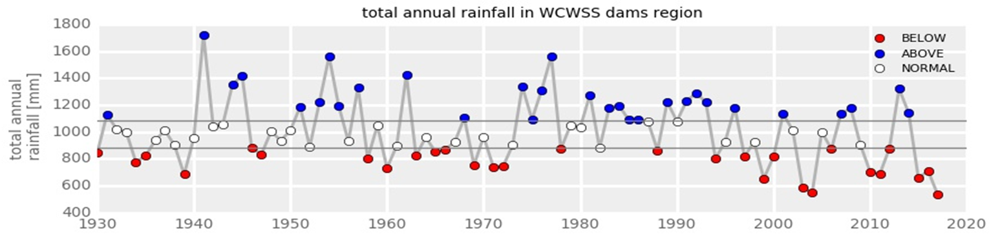 total annual rainfall in WCWSS dams region
total annual
rainfall [mm]
1800
1600
1400
1200
1000
800
600
400
BELOW
ABOVE
NORMAL
1930 1940 1950 1960 1970 1980 1990 2000 2010 2020